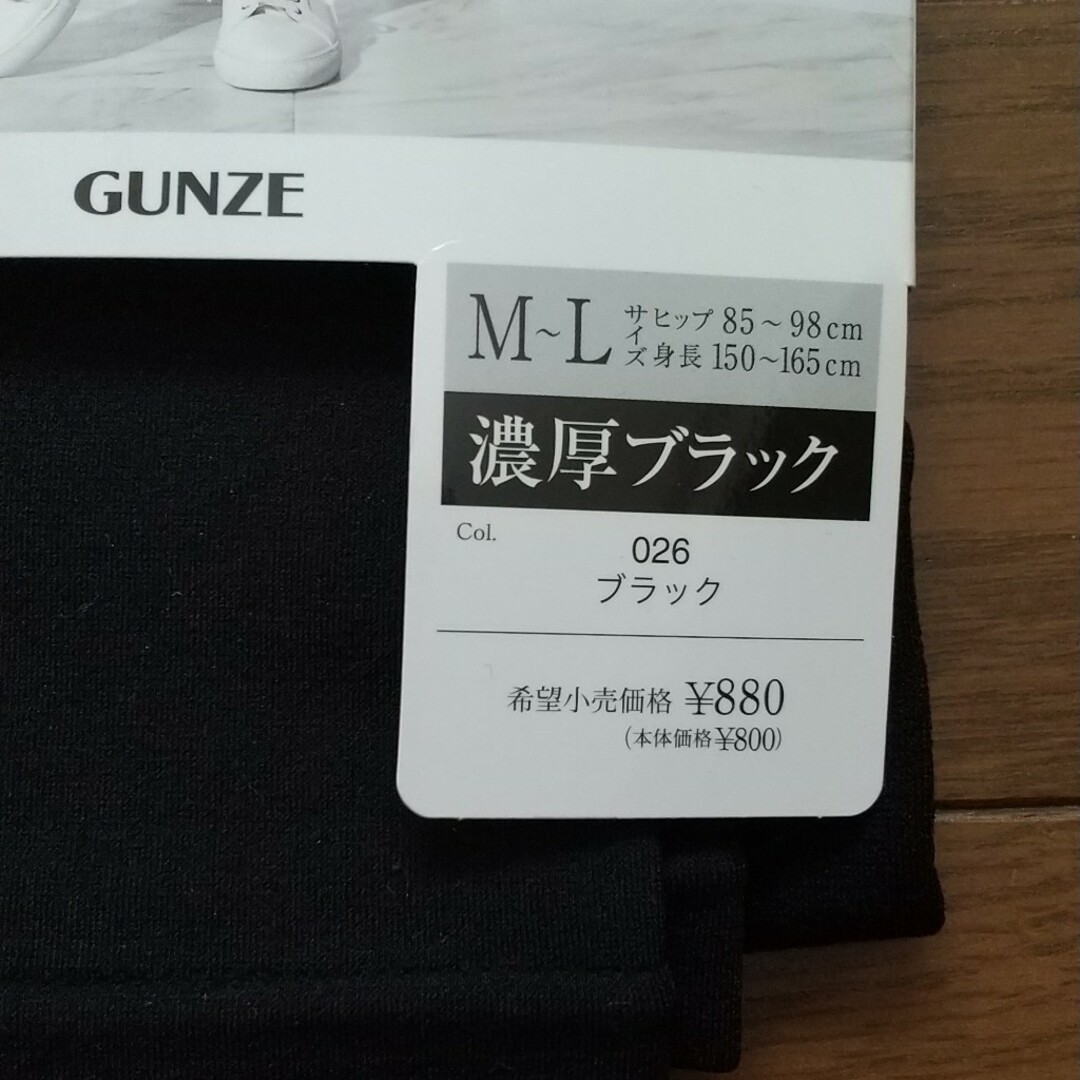 GUNZE
M~L サイズ ヒップ 85~98cm
身長 150~165cm
濃厚ブラック
Col.
026
ブラック
希望小売価格 ¥880
(本体価格¥800)